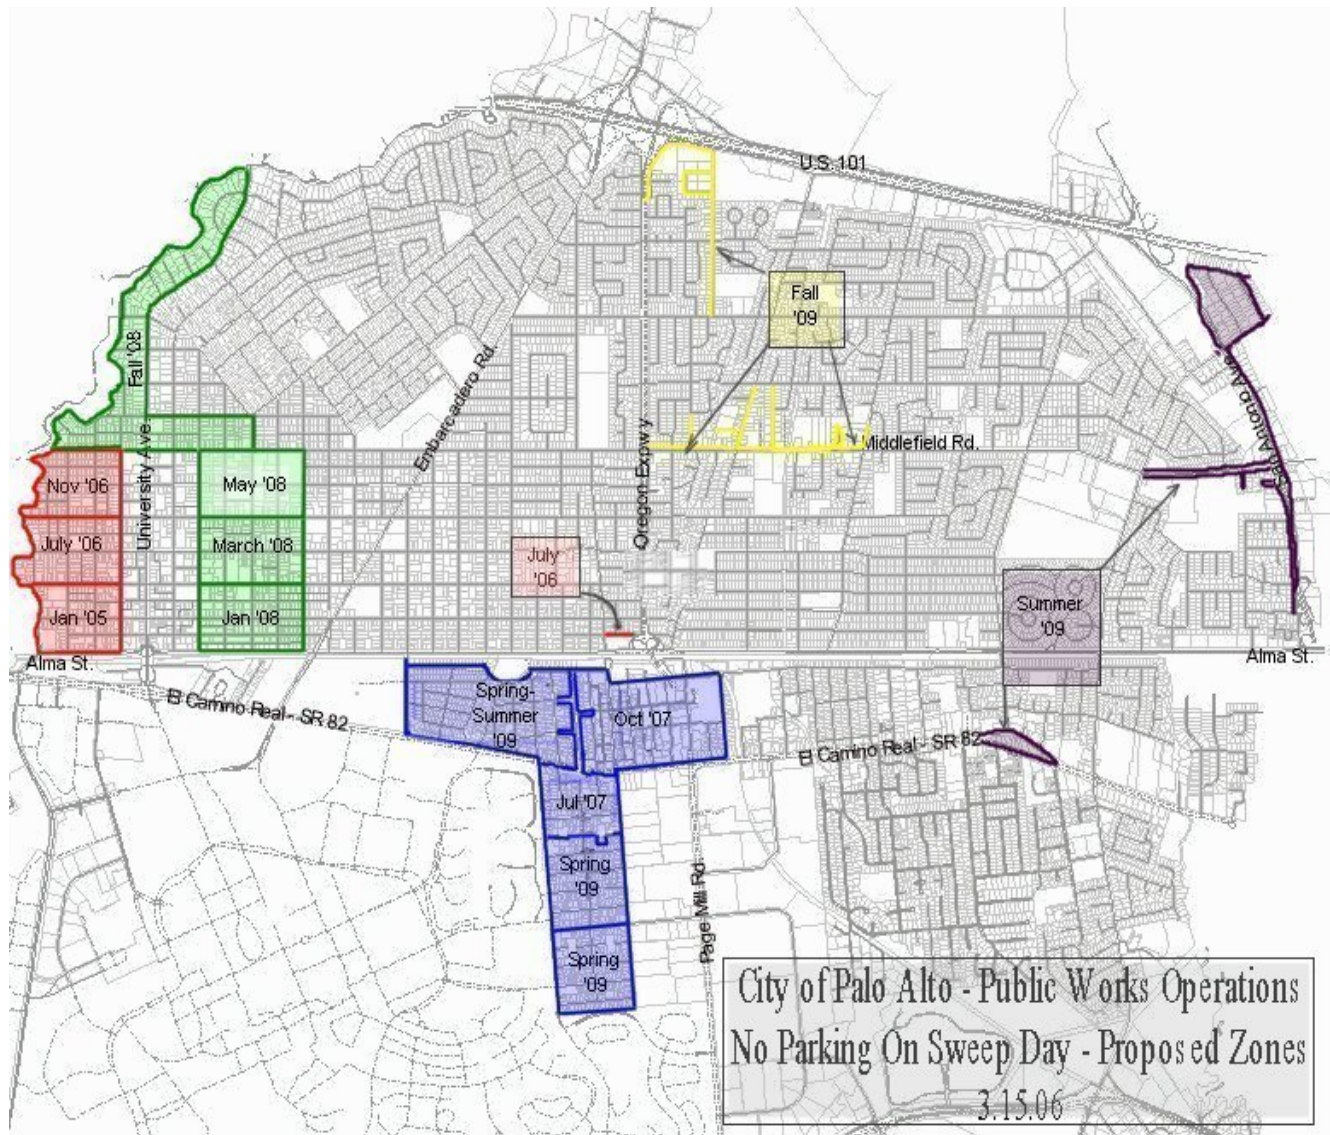 U.S. 101
Fall
'09
Fall '08
University Ave.
Embarcadero Rd.
Oregon Expwy
San Antonio Ave.
Middlefield Rd.
Nov '06
May '08
July '06
March '08
July
'06
Jan '05
Jan '08
Summer
'09
Alma St.
Alma St.
El Camino Real - SR 82
Spring-
Summer
'09
Oct '07
El Camino Real - SR 82
Jul '07
Spring
'09
Page Mill Rd.
Spring
'09
City of Palo Alto - Public Works Operations
No Parking On Sweep Day - Proposed Zones
3.15.06